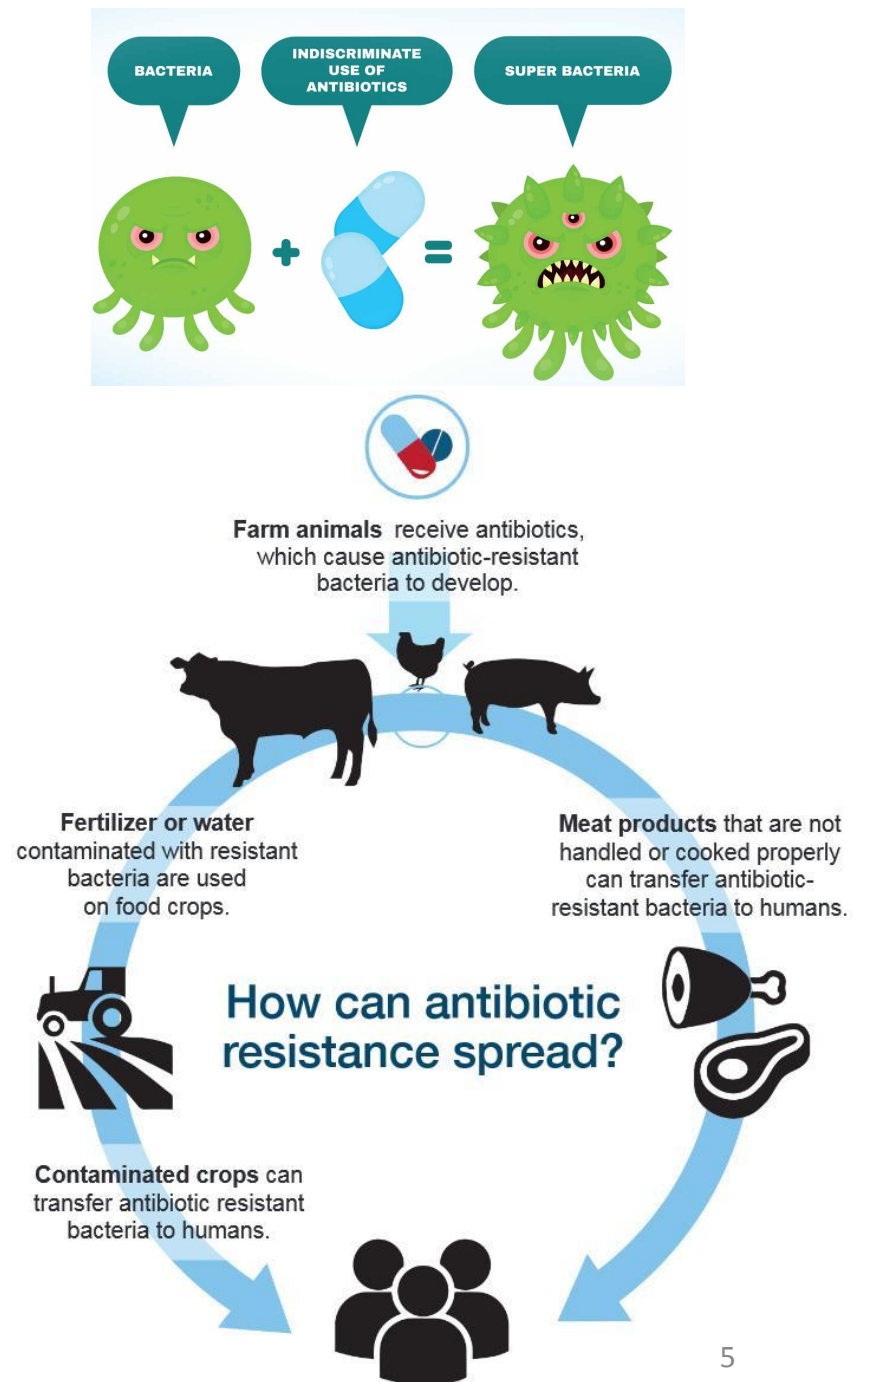 BACTERIA
INDISCRIMINATE
USE OF
ANTIBIOTICS
SUPER BACTERIA
Farm animals receive antibiotics,
which cause antibiotic-resistant
bacteria to develop.
Fertilizer or water
contaminated with resistant
bacteria are used
on food crops.
Meat products that are not
handled or cooked properly
can transfer antibiotic-
resistant bacteria to humans.
How can antibiotic
resistance spread?
Contaminated crops can
transfer antibiotic resistant
bacteria to humans.
5